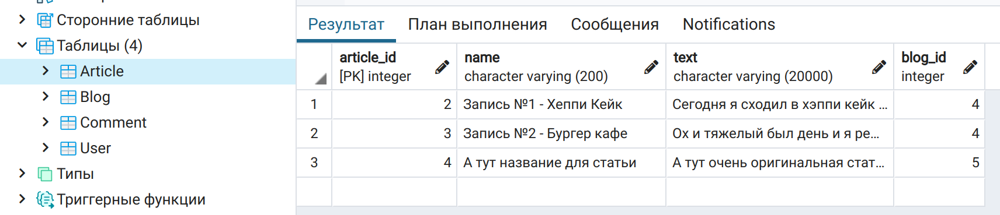 Сторонние таблицы
Таблицы (4)
Article
Blog
Comment
User
Типы
Триггерные функции
Результат План выполнения Сообщения Notifications
article_id name text blog_id
[PK] integer character varying (200) character varying (20000) integer
1 2 Запись №1 - Хеппи Кейк Сегодня я сходил в хэппи кейк ... 4
2 3 Запись №2 - Бургер кафе Ох и тяжелый был день и я ре... 4
3 4 А тут название для статьи А тут очень оригинальная стат... 5